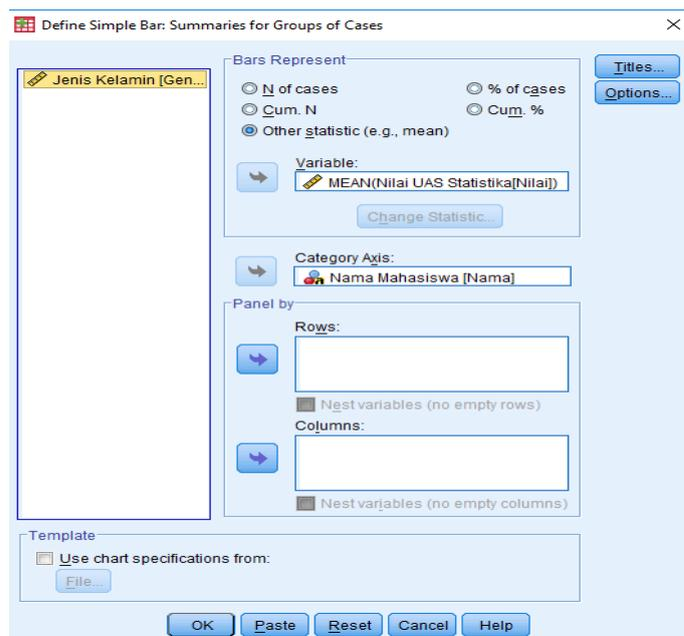 Define Simple Bar: Summaries for Groups of Cases
Jenis Kelamin [Gen...
Bars Represent
N of cases
% of cases
Cum. N
Cum. %
Other statistic (e.g., mean)
Variable:
MEAN(Nilai UAS Statistika[Nilai])
Change Statistic...
Category Axis:
Nama Mahasiswa [Nama]
Panel by
Rows:
Nest variables (no empty rows)
Columns:
Nest variables (no empty columns)
Titles...
Options...
Template
Use chart specifications from:
File...
OK Paste Reset Cancel Help